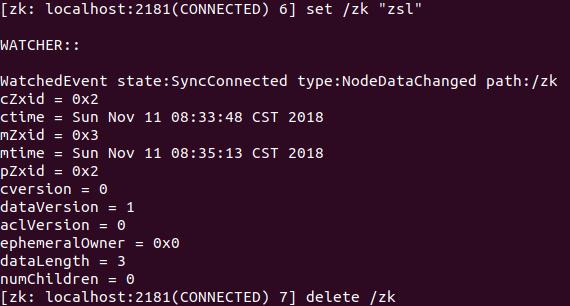 [zk: localhost:2181(CONNECTED) 6] set /zk "zsl"
WATCHER::
WatchedEvent state:SyncConnected type:NodeDataChanged path:/zk
cZxid = 0x2
ctime = Sun Nov 11 08:33:48 CST 2018
mZxid = 0x3
mtime = Sun Nov 11 08:35:13 CST 2018
pZxid = 0x2
cversion = 0
dataVersion = 1
aclVersion = 0
ephemeralOwner = 0x0
dataLength = 3
numChildren = 0
[zk: localhost:2181(CONNECTED) 7] delete /zk